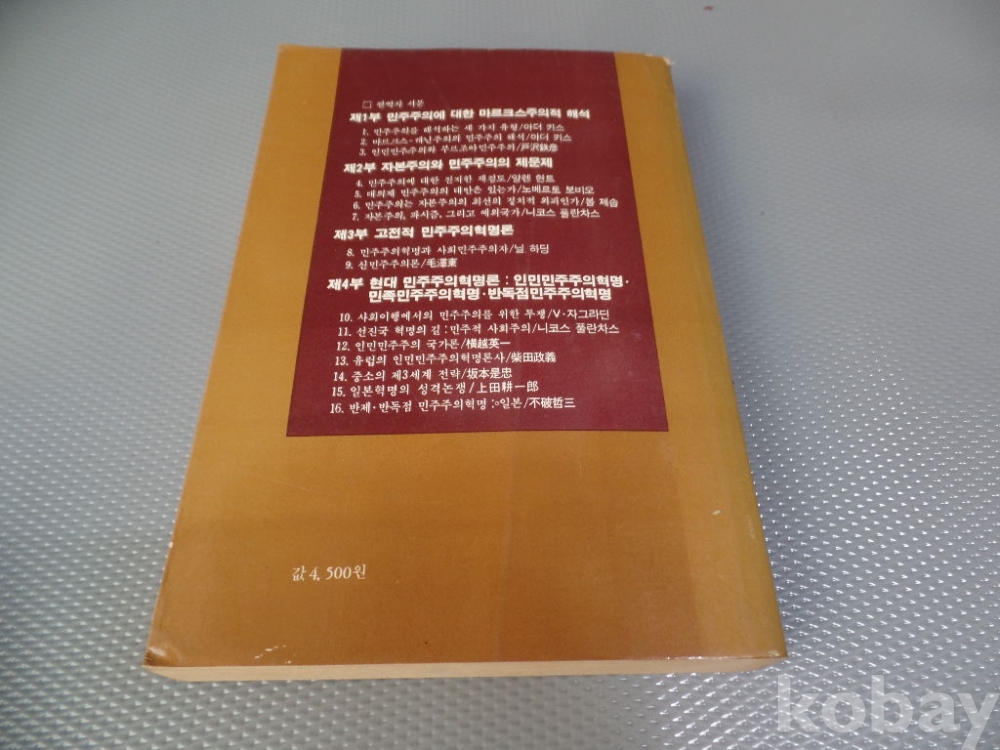 □ 편역자 서문
제1부 민주주의에 대한 마르크스주의적 해석
1. 민주주의를 해석하는 세 가지 유형/아더 키스
2. 마르크스·레닌주의의 민주주의 해석/아더 키스
3. 인민민주주의와 부르조아민주주의/戸沢鉄彦
제2부 자본주의와 민주주의의 제문제
4. 민주주의에 대한 진지한 재검토/알렌 헌트
5. 대의제 민주주의의 대안은 있는가/노베르토 보비오
6. 민주주의는 자본주의의 최선의 정치적 외피인가/봅 제솝
7. 자본주의, 파시즘, 그리고 예외국가/니코스 풀란차스
제3부 고전적 민주주의혁명론
8. 민주주의혁명과 사회민주주의자/닐 하딩
9. 신민주주의론/毛澤東
제4부 현대 민주주의혁명론 : 인민민주주의혁명·
민족민주주의혁명·반독점민주주의혁명
10. 사회이행에서의 민주주의를 위한 투쟁/V·자그라딘
11. 선진국 혁명의 길:민주적 사회주의/니코스 풀란차스
12. 인민민주주의 국가론/横越英一
13. 유럽의 인민민주주의혁명론사/柴田政義
14. 중소의 제3세계 전략/坂本是忠
15. 일본혁명의 성격논쟁/上田耕一郎
16. 반제·반독점 민주주의혁명:일본/不破哲三
값 4,500원
kobay